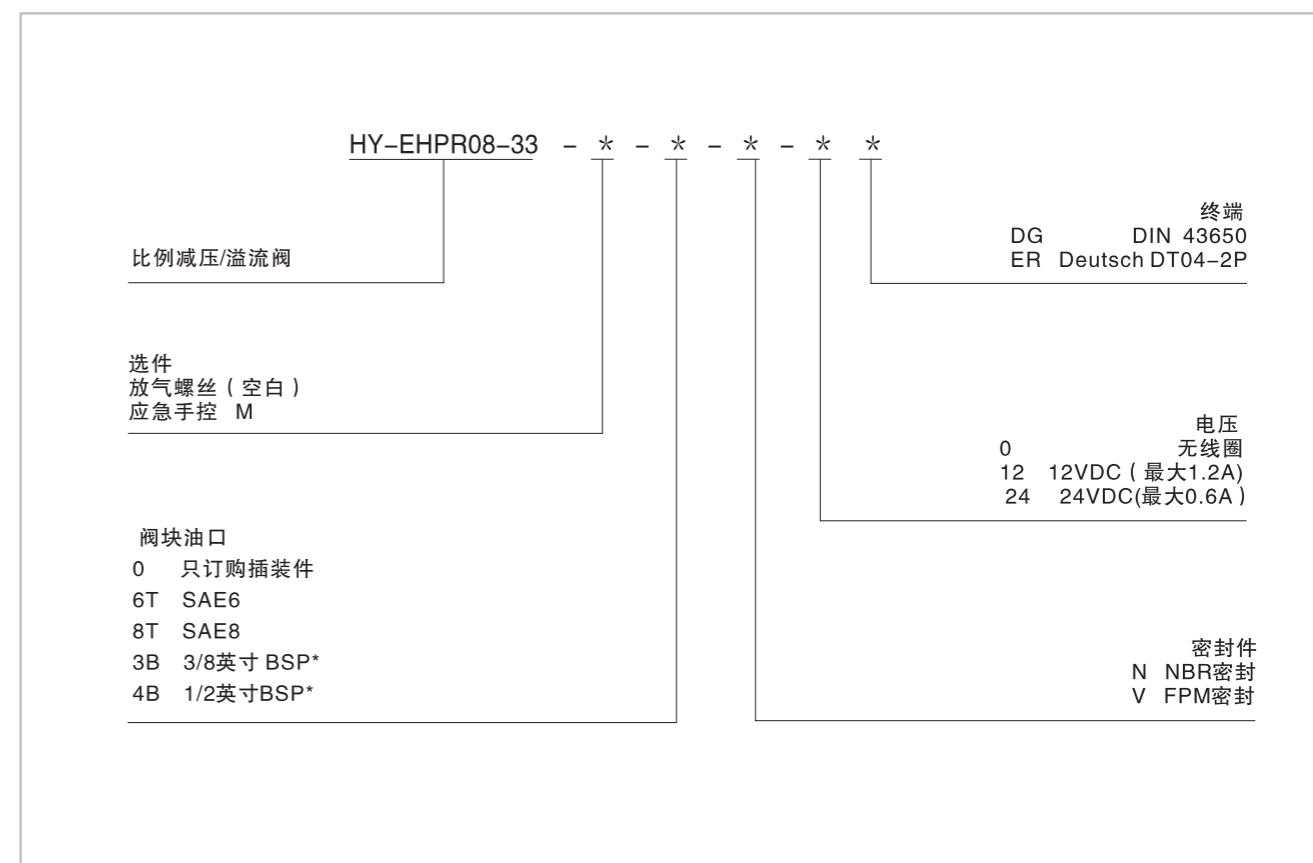 HY–EHPR08–33 – * – * – * – * *
比例减压/溢流阀
选件
放气螺丝（空白）
应急手控 M
阀块油口
0 只订购插装件
6T SAE6
8T SAE8
3B 3/8英寸 BSP*
4B 1/2英寸BSP*
终端
DG DIN 43650
ER Deutsch DT04–2P
电压
0 无线圈
12 12VDC（最大1.2A)
24 24VDC(最大0.6A）
密封件
N NBR密封
V FPM密封